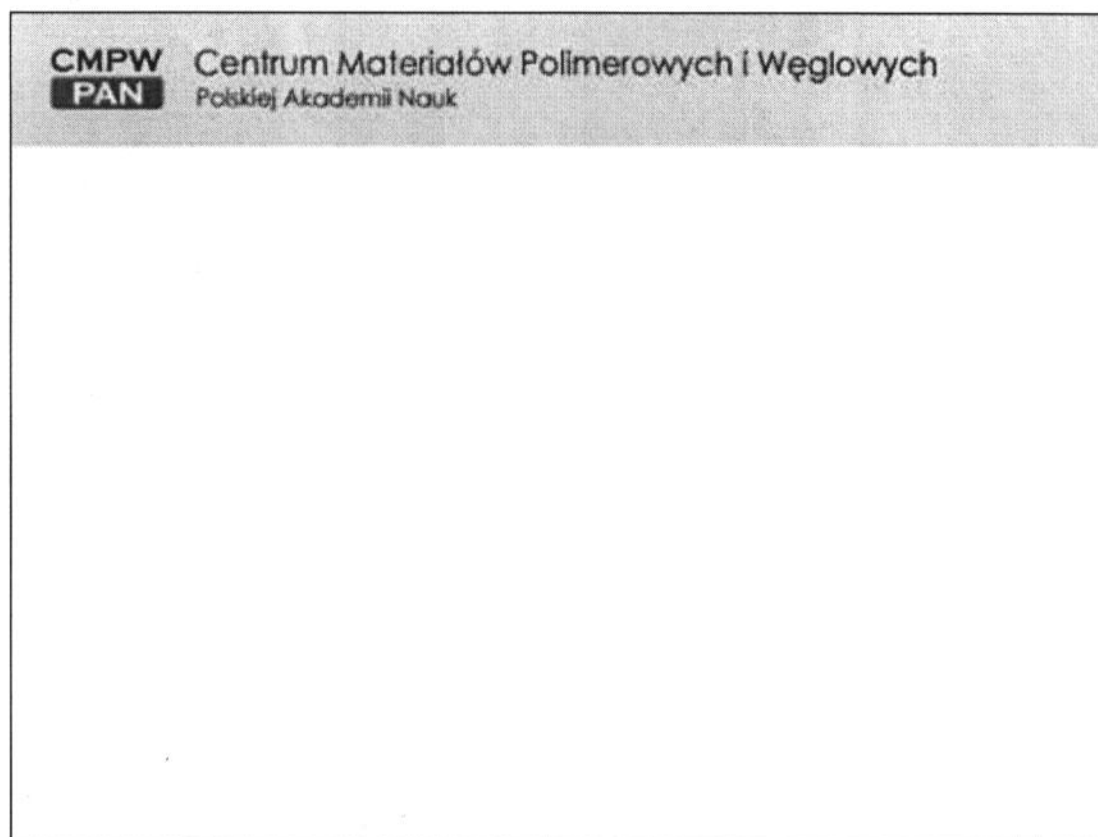 CMPW
PAN
Centrum Materiałów Polimerowych i Węglowych
Polskiej Akademii Nauk